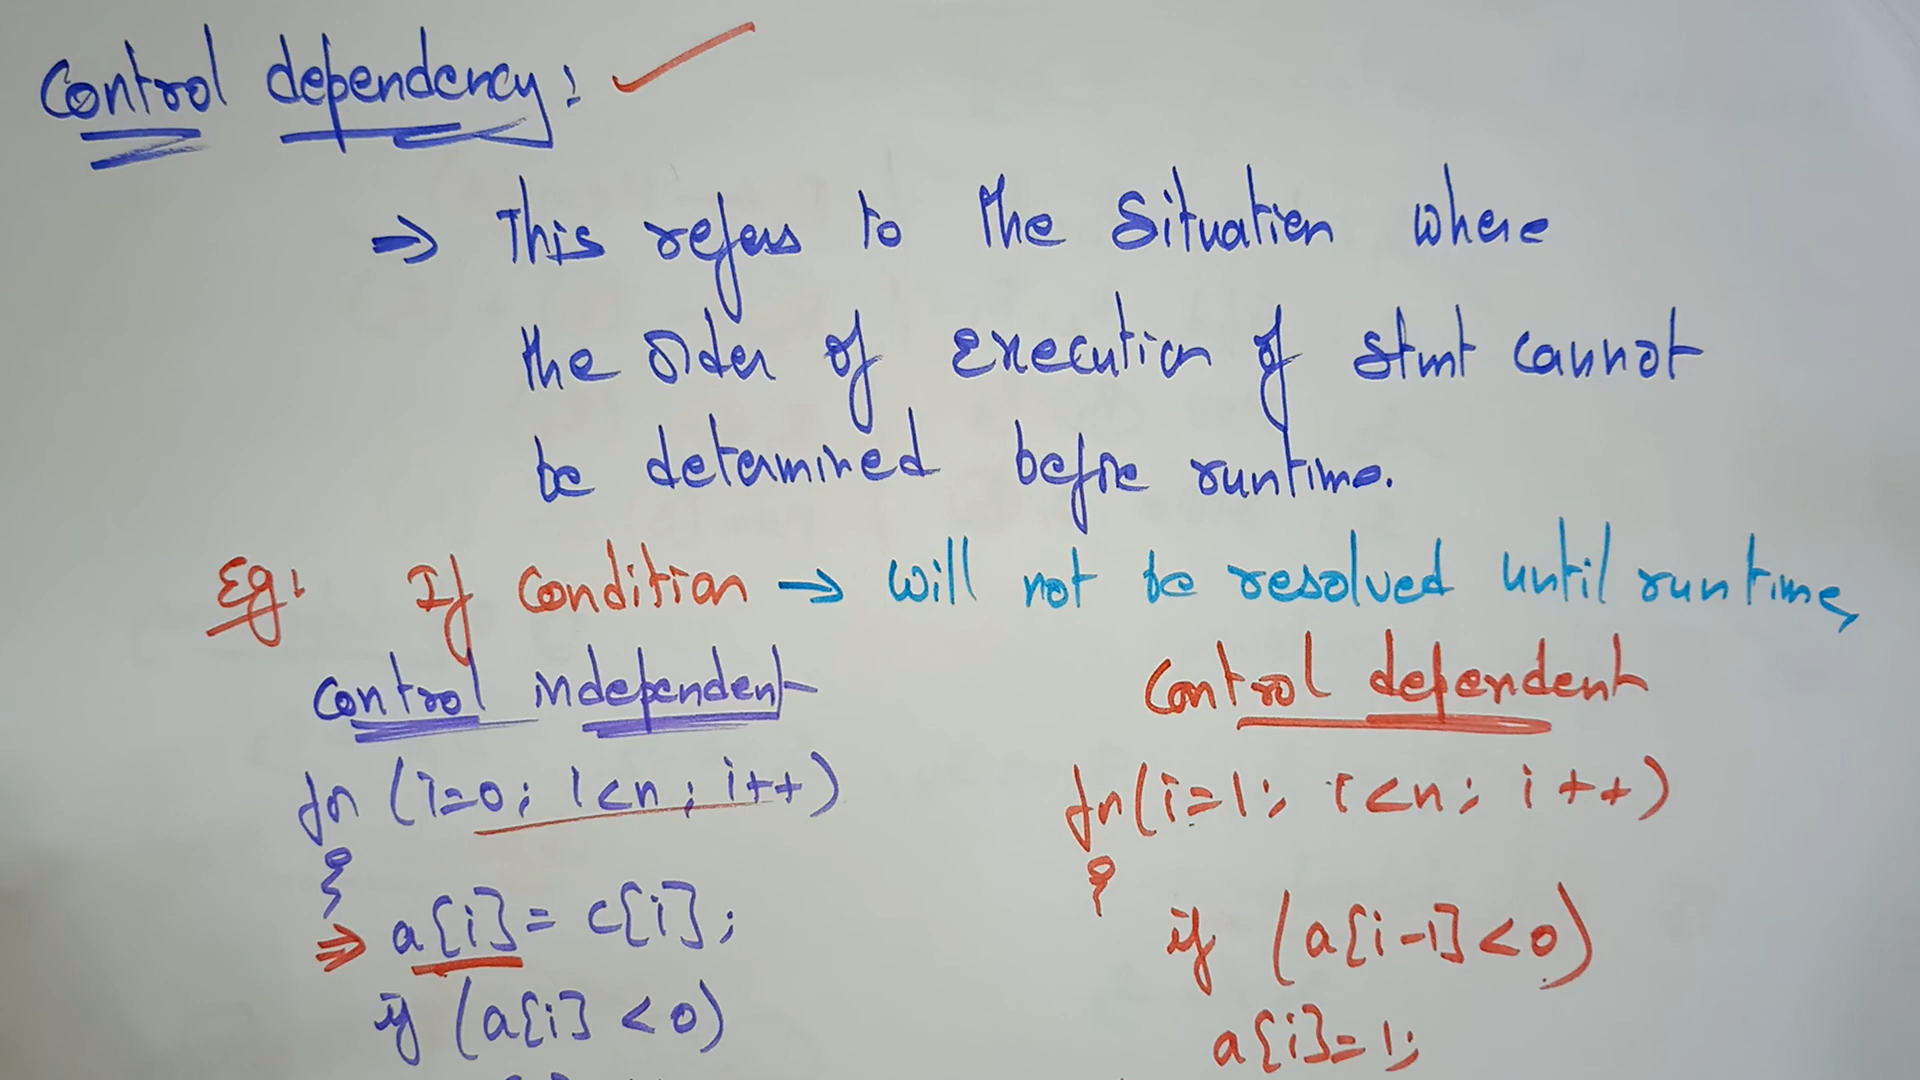 Control dependency:
⇒ This refers to the situation where
the order of execution of stmt cannot
be determined before runtime.
Eg: If condition → will not be resolved until runtime,
control independent
for (i=0; i<n; i++)
{
⇒ a[i] = c[i];
if (a[i] < 0)
Control dependent
for(i=1; i<n; i++)
{
if (a[i-1]<0)
a[i]=1;